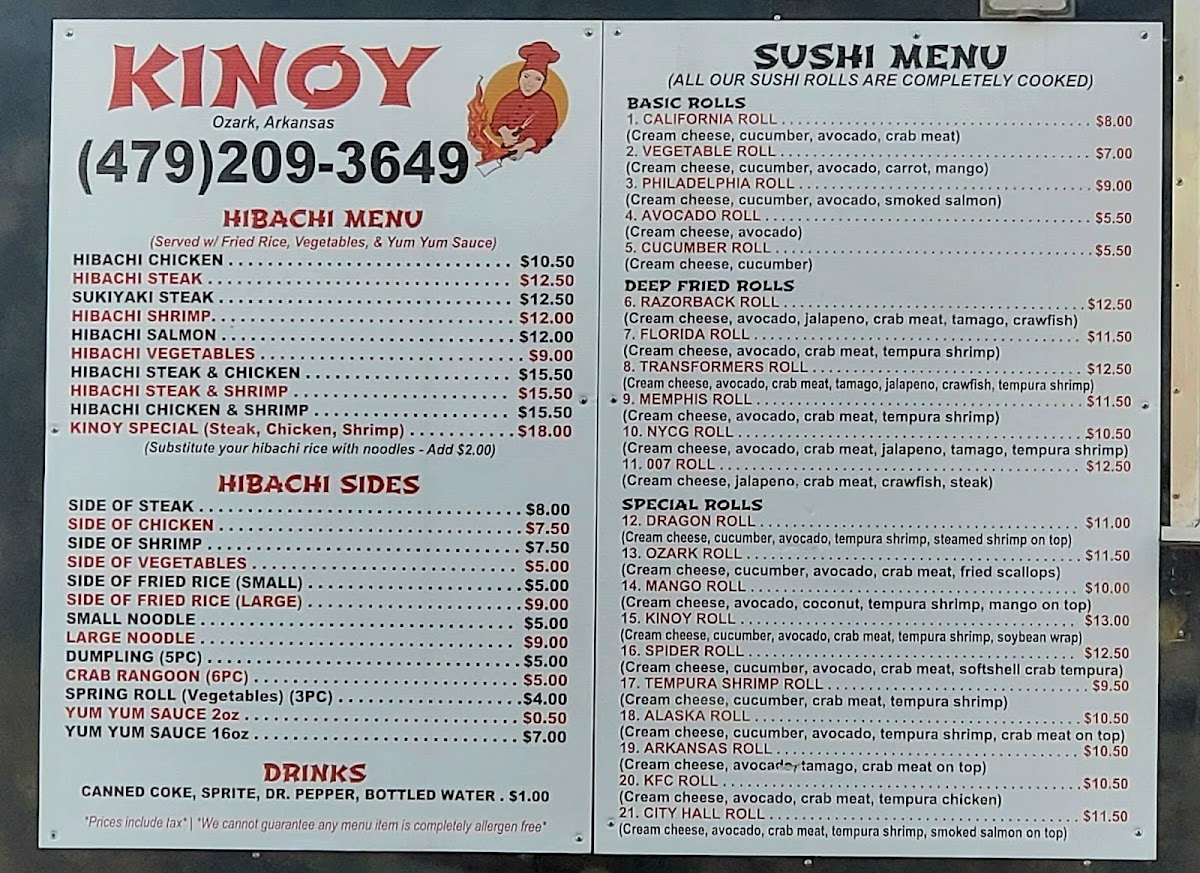 KINOY
Ozark, Arkansas
(479)209-3649
HIBACHI MENU
(Served w/ Fried Rice, Vegetables, & Yum Yum Sauce)
HIBACHI CHICKEN $10.50
HIBACHI STEAK $12.50
SUKIYAKI STEAK $12.50
HIBACHI SHRIMP $12.00
HIBACHI SALMON $12.00
HIBACHI VEGETABLES $9.00
HIBACHI STEAK & CHICKEN $15.50
HIBACHI STEAK & SHRIMP $15.50
HIBACHI CHICKEN & SHRIMP $15.50
KINOY SPECIAL (Steak, Chicken, Shrimp) $18.00
(Substitute your hibachi rice with noodles - Add $2.00)
HIBACHI SIDES
SIDE OF STEAK $8.00
SIDE OF CHICKEN $7.50
SIDE OF SHRIMP $7.50
SIDE OF VEGETABLES $5.00
SIDE OF FRIED RICE (SMALL) $5.00
SIDE OF FRIED RICE (LARGE) $9.00
SMALL NOODLE $5.00
LARGE NOODLE $9.00
DUMPLING (5PC) $5.00
CRAB RANGOON (6PC) $5.00
SPRING ROLL (Vegetables) (3PC) $4.00
YUM YUM SAUCE 2oz $0.50
YUM YUM SAUCE 16oz $7.00
DRINKS
CANNED COKE, SPRITE, DR. PEPPER, BOTTLED WATER . $1.00
*Prices include tax* | *We cannot guarantee any menu item is completely allergen free*
SUSHI MENU
(ALL OUR SUSHI ROLLS ARE COMPLETELY COOKED)
BASIC ROLLS
1. CALIFORNIA ROLL $8.00
(Cream cheese, cucumber, avocado, crab meat)
2. VEGETABLE ROLL $7.00
(Cream cheese, cucumber, avocado, carrot, mango)
3. PHILADELPHIA ROLL $9.00
(Cream cheese, cucumber, avocado, smoked salmon)
4. AVOCADO ROLL $5.50
(Cream cheese, avocado)
5. CUCUMBER ROLL $5.50
(Cream cheese, cucumber)
DEEP FRIED ROLLS
6. RAZORBACK ROLL $12.50
(Cream cheese, avocado, jalapeno, crab meat, tamago, crawfish)
7. FLORIDA ROLL $11.50
(Cream cheese, avocado, crab meat, tempura shrimp)
8. TRANSFORMERS ROLL $12.50
(Cream cheese, avocado, crab meat, tamago, jalapeno, crawfish, tempura shrimp)
9. MEMPHIS ROLL $11.50
(Cream cheese, avocado, crab meat, tempura shrimp)
10. NYCG ROLL $10.50
(Cream cheese, avocado, crab meat, jalapeno, tamago, tempura shrimp)
11. 007 ROLL $12.50
(Cream cheese, jalapeno, crab meat, crawfish, steak)
SPECIAL ROLLS
12. DRAGON ROLL $11.00
(Cream cheese, cucumber, avocado, tempura shrimp, steamed shrimp on top)
13. OZARK ROLL $11.50
(Cream cheese, cucumber, avocado, crab meat, fried scallops)
14. MANGO ROLL $10.00
(Cream cheese, avocado, coconut, tempura shrimp, mango on top)
15. KINOY ROLL $13.00
(Cream cheese, cucumber, avocado, crab meat, tempura shrimp, soybean wrap)
16. SPIDER ROLL $12.50
(Cream cheese, cucumber, avocado, crab meat, softshell crab tempura)
17. TEMPURA SHRIMP ROLL $9.50
(Cream cheese, cucumber, crab meat, tempura shrimp)
18. ALASKA ROLL $10.50
(Cream cheese, cucumber, avocado, tempura shrimp, crab meat on top)
19. ARKANSAS ROLL $10.50
(Cream cheese, avocado, tamago, crab meat on top)
20. KFC ROLL $10.50
(Cream cheese, avocado, crab meat, tempura chicken)
21. CITY HALL ROLL $11.50
(Cream cheese, avocado, crab meat, tempura shrimp, smoked salmon on top)